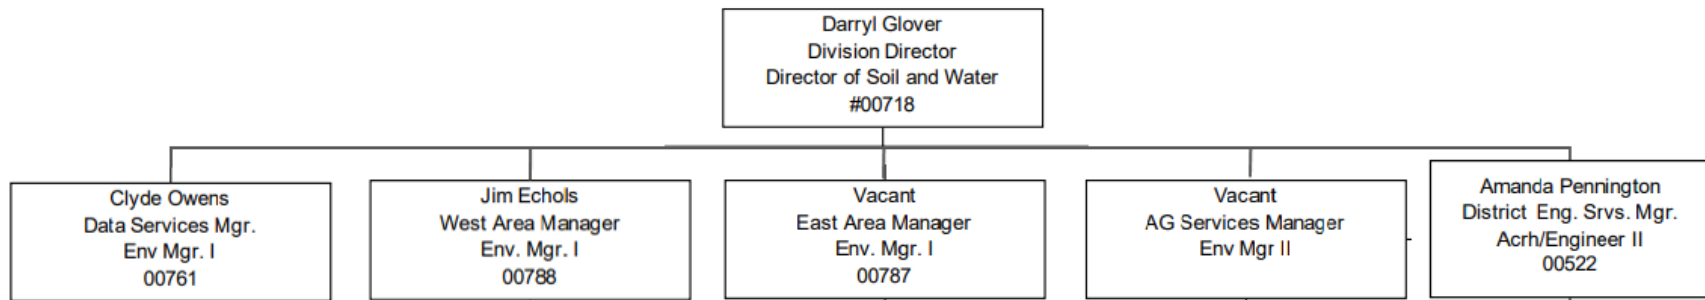 Darryl Glover
Division Director
Director of Soil and Water
#00718
Clyde Owens
Data Services Mgr.
Env Mgr. I
00761
Jim Echols
West Area Manager
Env. Mgr. I
00788
Vacant
East Area Manager
Env. Mgr. I
00787
Vacant
AG Services Manager
Env Mgr II
Amanda Pennington
District Eng. Srvs. Mgr.
Acrh/Engineer II
00522